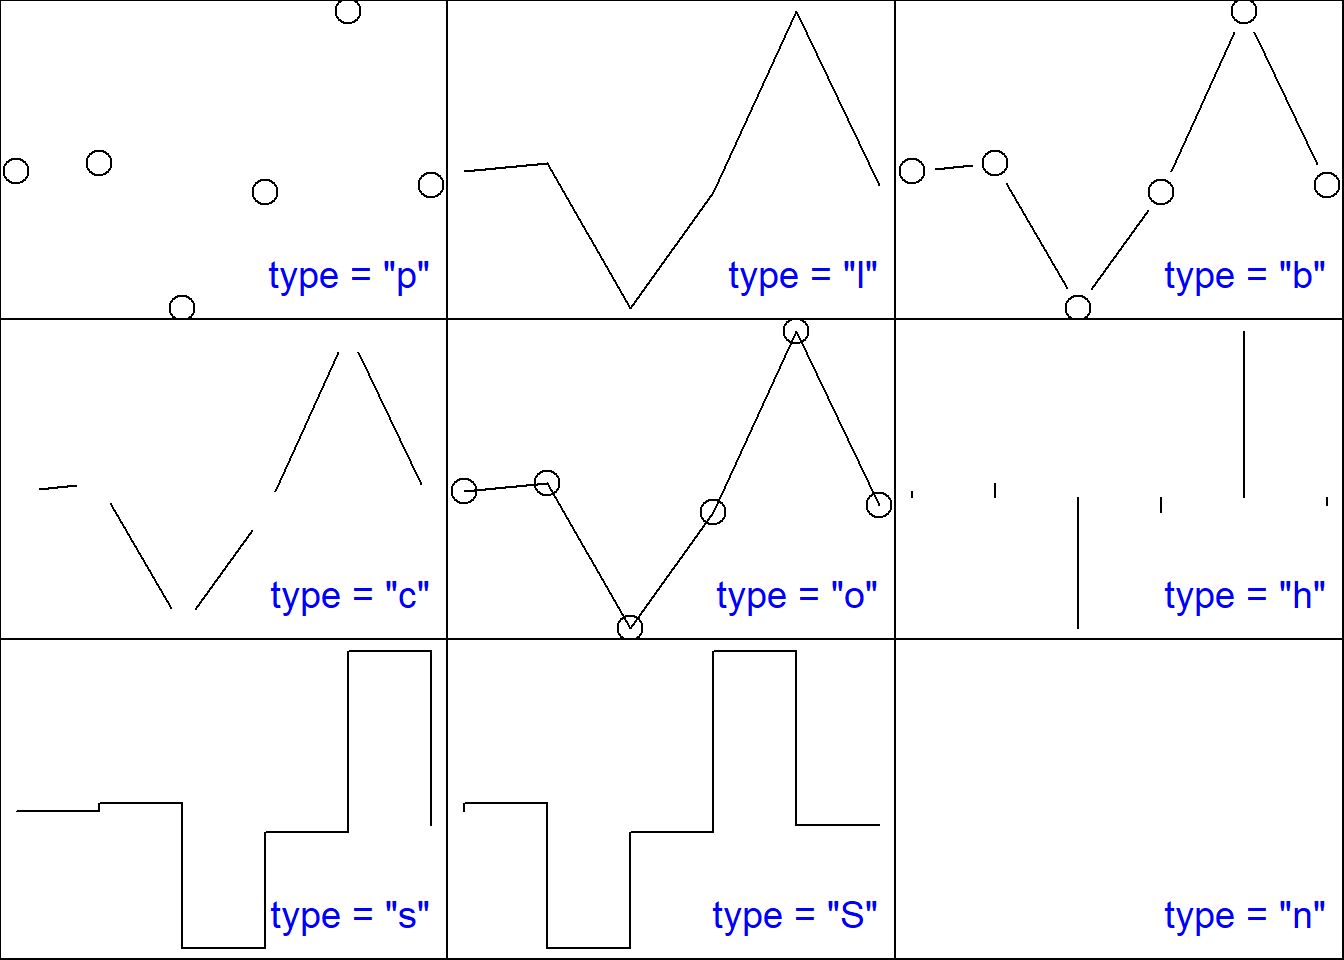 type = "p"
type = "l"
type = "b"
type = "c"
type = "o"
type = "h"
type = "s"
type = "S"
type = "n"